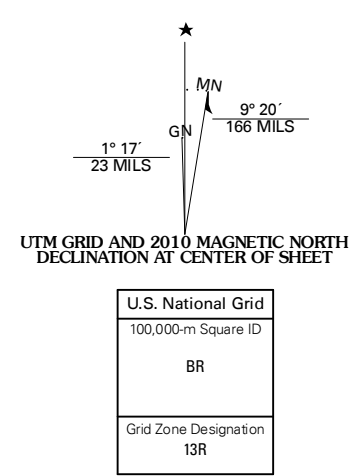 MN
9° 20´
166 MILS
GN
1° 17´
23 MILS
UTM GRID AND 2010 MAGNETIC NORTH
DECLINATION AT CENTER OF SHEET
U.S. National Grid
100,000-m Square ID
BR
Grid Zone Designation
13R